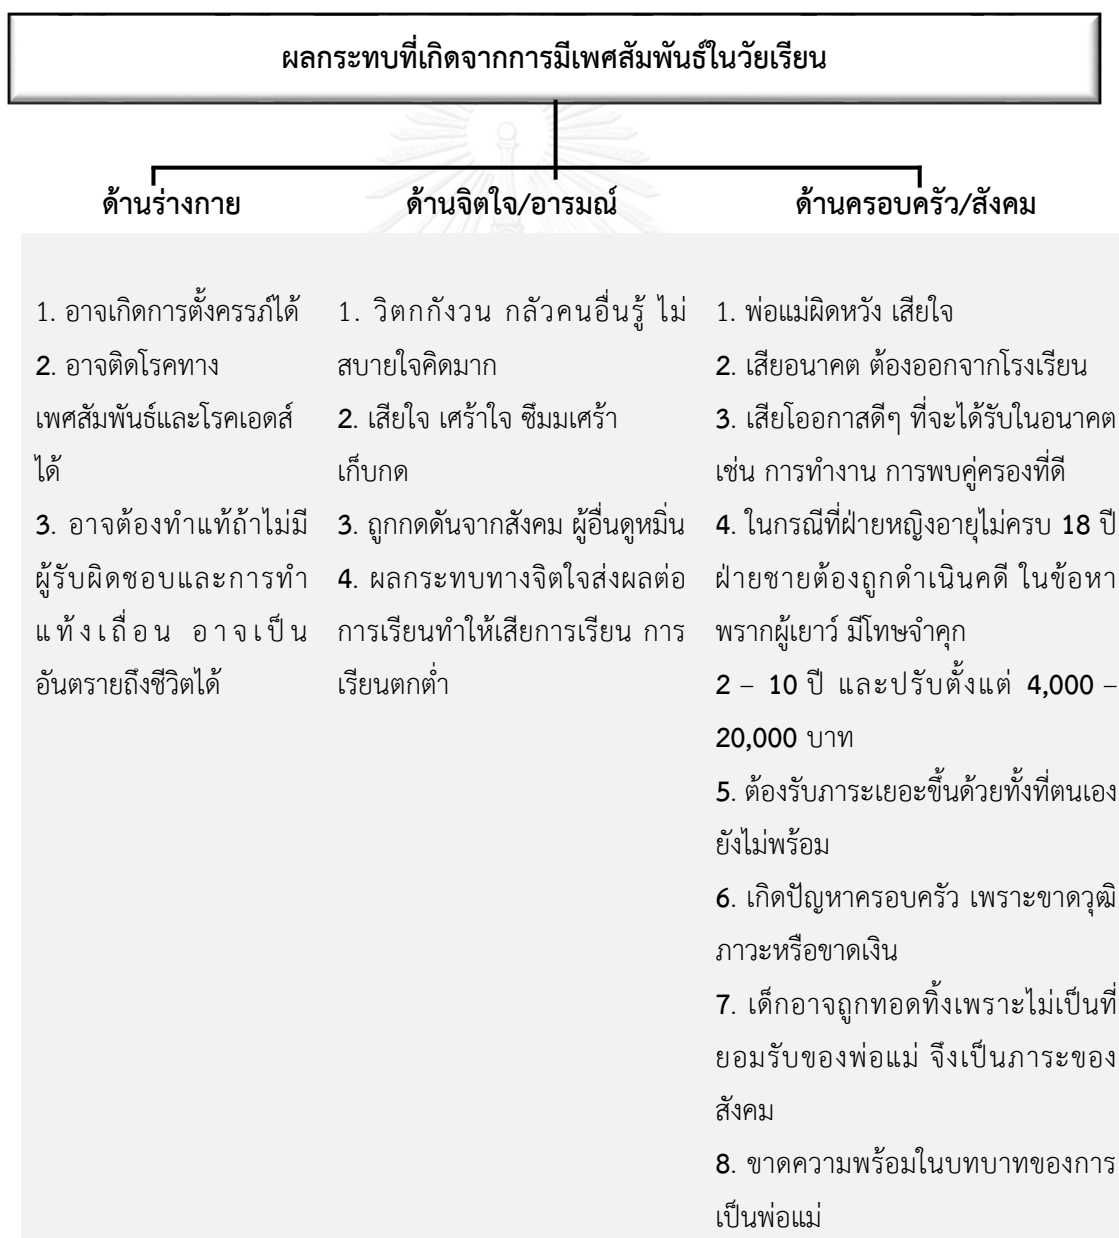 ผลกระทบที่เกิดจากการมีเพศสัมพันธ์ในวัยเรียน
ด้านร่างกาย
1. อาจเกิดการตั้งครรภ์ได้
2. อาจติดโรคทาง
เพศสัมพันธ์และโรคเอดส์
ได้
3. อาจต้องทำแท้ถ้าไม่มี
ผู้รับผิดชอบและการทำ
แท้งเถื่อน อาจเป็น
อันตรายถึงชีวิตได้
ด้านจิตใจ/อารมณ์
1. วิตกกังวน กลัวคนอื่นรู้ ไม่
สบายใจคิดมาก
2. เสียใจ เศร้าใจ ซึมมเศร้า
เก็บกด
3. ถูกกดดันจากสังคม ผู้อื่นดูหมิ่น
4. ผลกระทบทางจิตใจส่งผลต่อ
การเรียนทำให้เสียการเรียน การ
เรียนตกต่ำ
ด้านครอบครัว/สังคม
1. พ่อแม่ผิดหวัง เสียใจ
2. เสียอนาคต ต้องออกจากโรงเรียน
3. เสียโออกาสดีๆ ที่จะได้รับในอนาคต
เช่น การทำงาน การพบคู่ครองที่ดี
4. ในกรณีที่ฝ่ายหญิงอายุไม่ครบ 18 ปี
ฝ่ายชายต้องถูกดำเนินคดี ในข้อหา
พรากผู้เยาว์ มีโทษจำคุก
2 – 10 ปี และปรับตั้งแต่ 4,000 –
20,000 บาท
5. ต้องรับภาระเยอะขึ้นด้วยทั้งที่ตนเอง
ยังไม่พร้อม
6. เกิดปัญหาครอบครัว เพราะขาดวุฒิ
ภาวะหรือขาดเงิน
7. เด็กอาจถูกทอดทิ้งเพราะไม่เป็นที่
ยอมรับของพ่อแม่ จึงเป็นภาระของ
สังคม
8. ขาดความพร้อมในบทบาทของการ
เป็นพ่อแม่